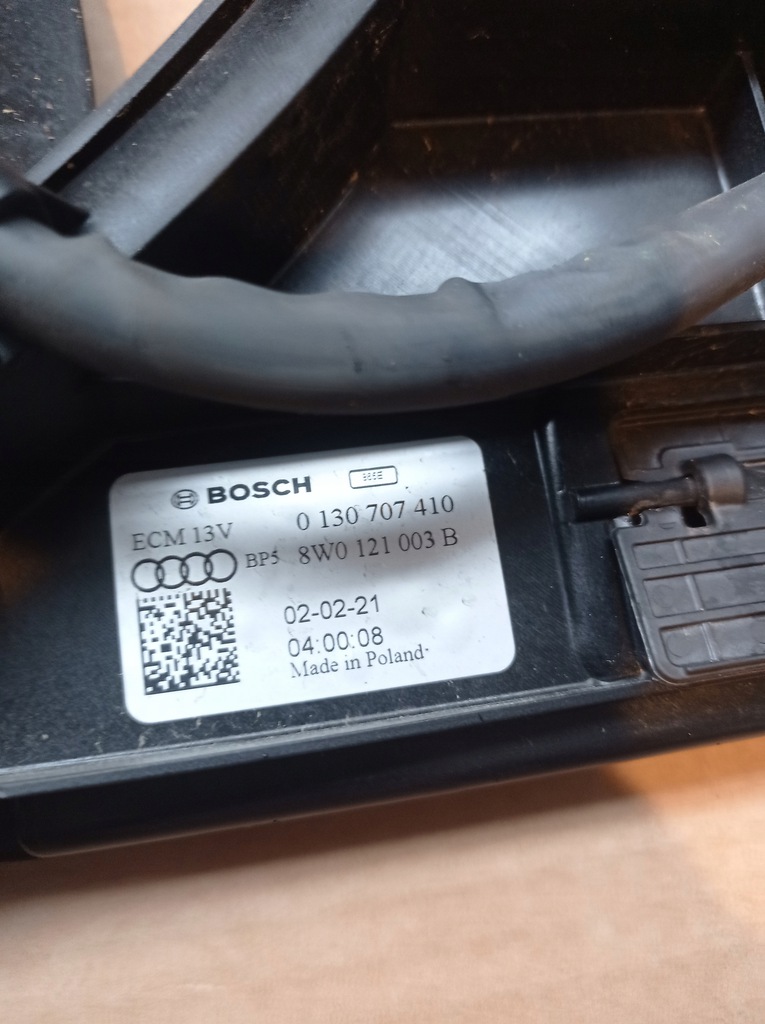 BOSCH
ECM 13V 0 130 707 410
BP5 8W0 121 003 B
02-02-21
04:00:08
Made in Poland